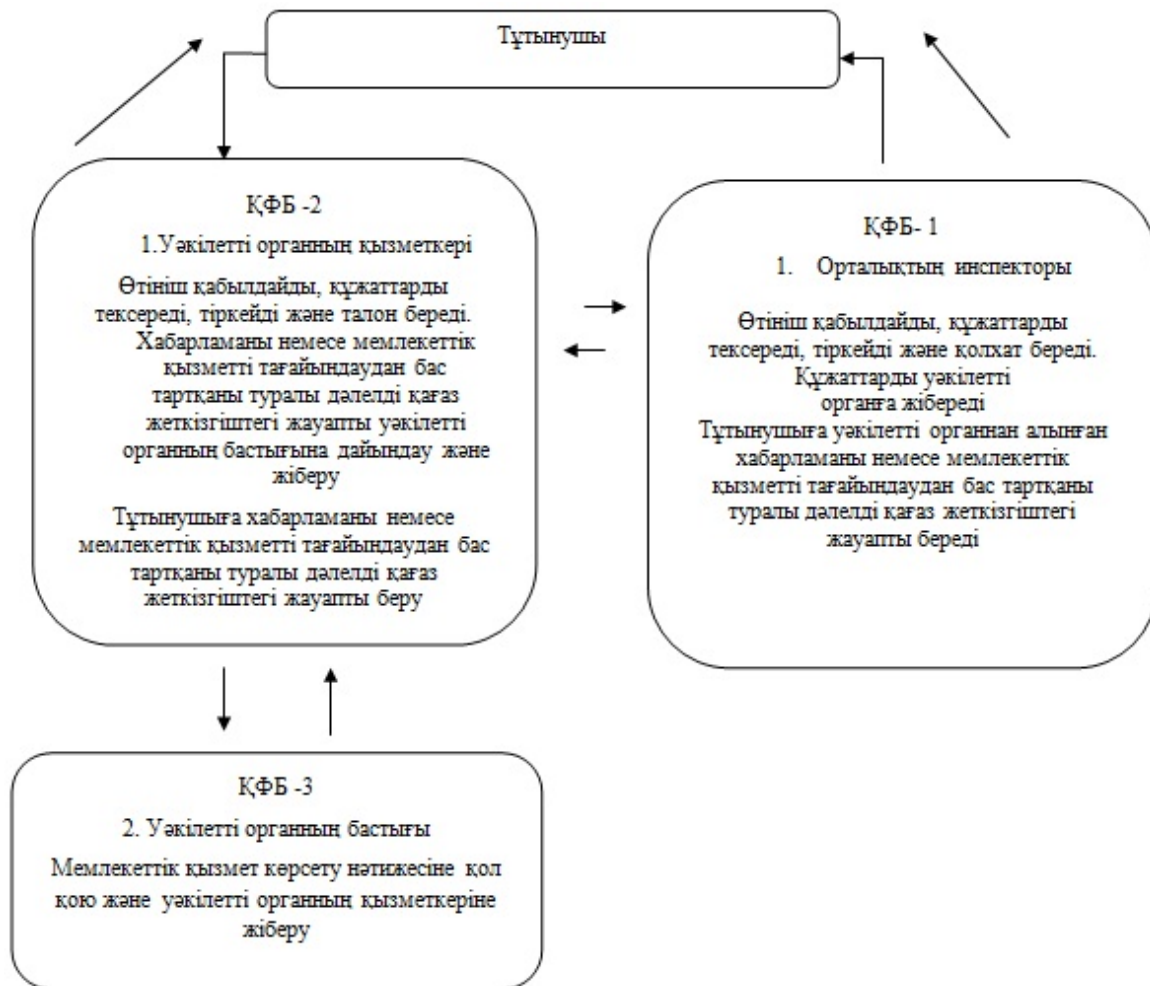 Тұтынушы
ҚФБ -2
1.Уәкілетті органның қызметкері
Өтініш қабылдайды, құжаттарды
тексереді, тіркейді және талон береді.
Хабарламаны немесе мемлекеттік
қызметті тағайындаудан бас
тартқаны туралы дәлелді қағаз
жеткізгіштегі жауапты уәкілетті
органның бастығына дайындау және
жіберу
Тұтынушыға хабарламаны немесе
мемлекеттік қызметті тағайындаудан бас
тартқаны туралы дәлелді қағаз
жеткізгіштегі жауапты беру
ҚФБ- 1
1. Орталықтың инспекторы
Өтініш қабылдайды, құжаттарды
тексереді, тіркейді және қолхат береді.
Құжаттарды уәкілетті
органға жібереді
Тұтынушыға уәкілетті органнан алынған
хабарламаны немесе мемлекеттік
қызметті тағайындаудан бас тартқаны
туралы дәлелді қағаз жеткізгіштегі
жауапты береді
ҚФБ -3
2. Уәкілетті органның бастығы
Мемлекеттік қызмет көрсету нәтижесіне қол
қою және уәкілетті органның қызметкеріне
жіберу